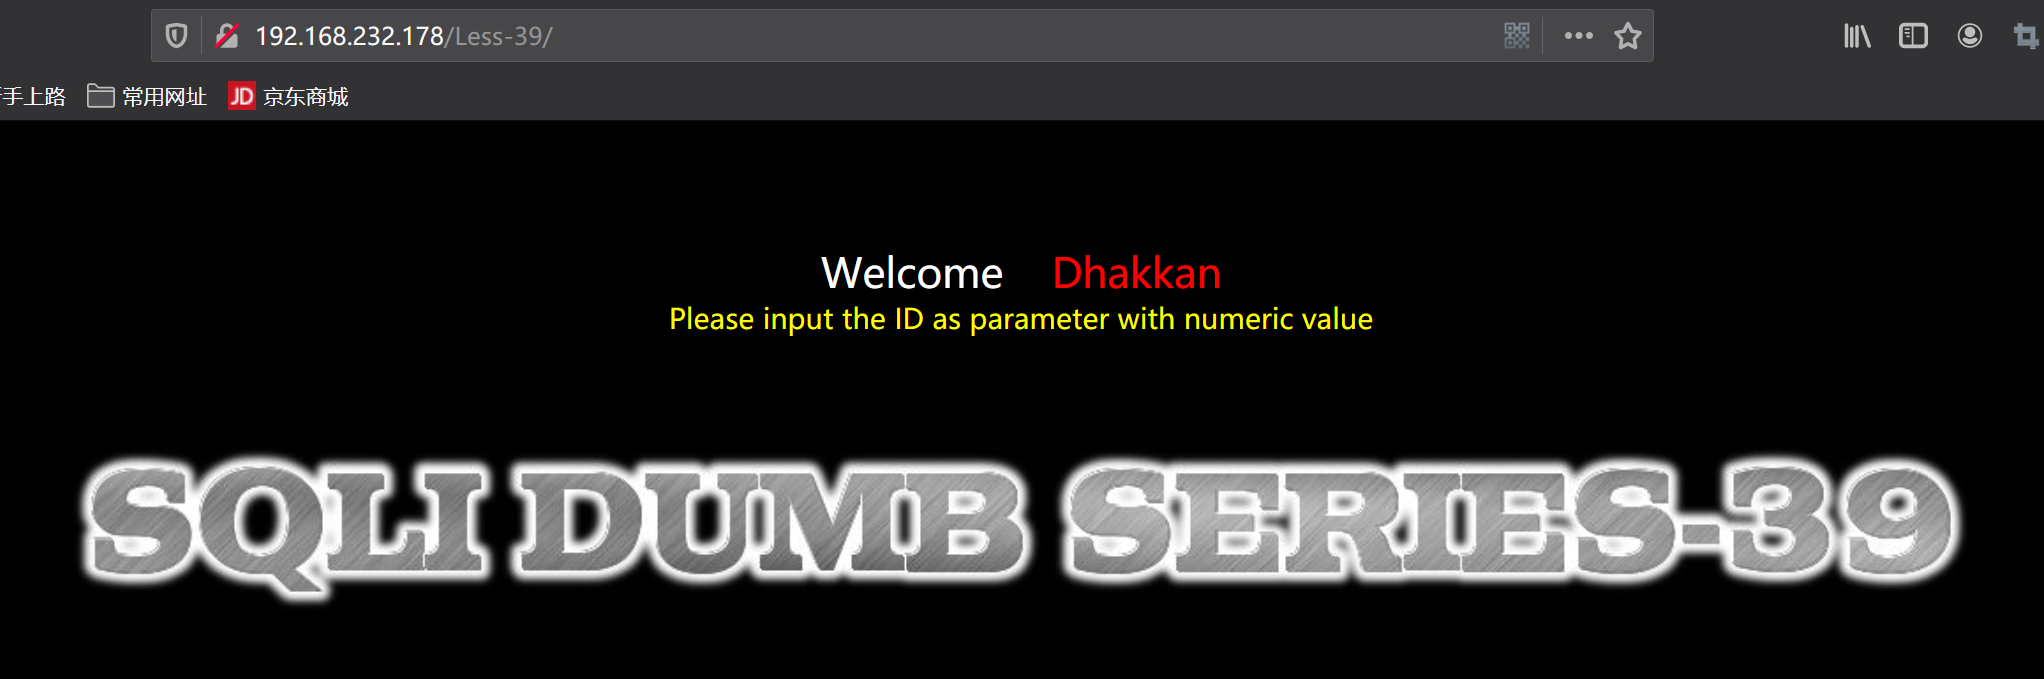 192.168.232.178/Less-39/
手上路 常用网址 JD 京东商城
Welcome Dhakkan
Please input the ID as parameter with numeric value
SQLI DUMB SERIES-39